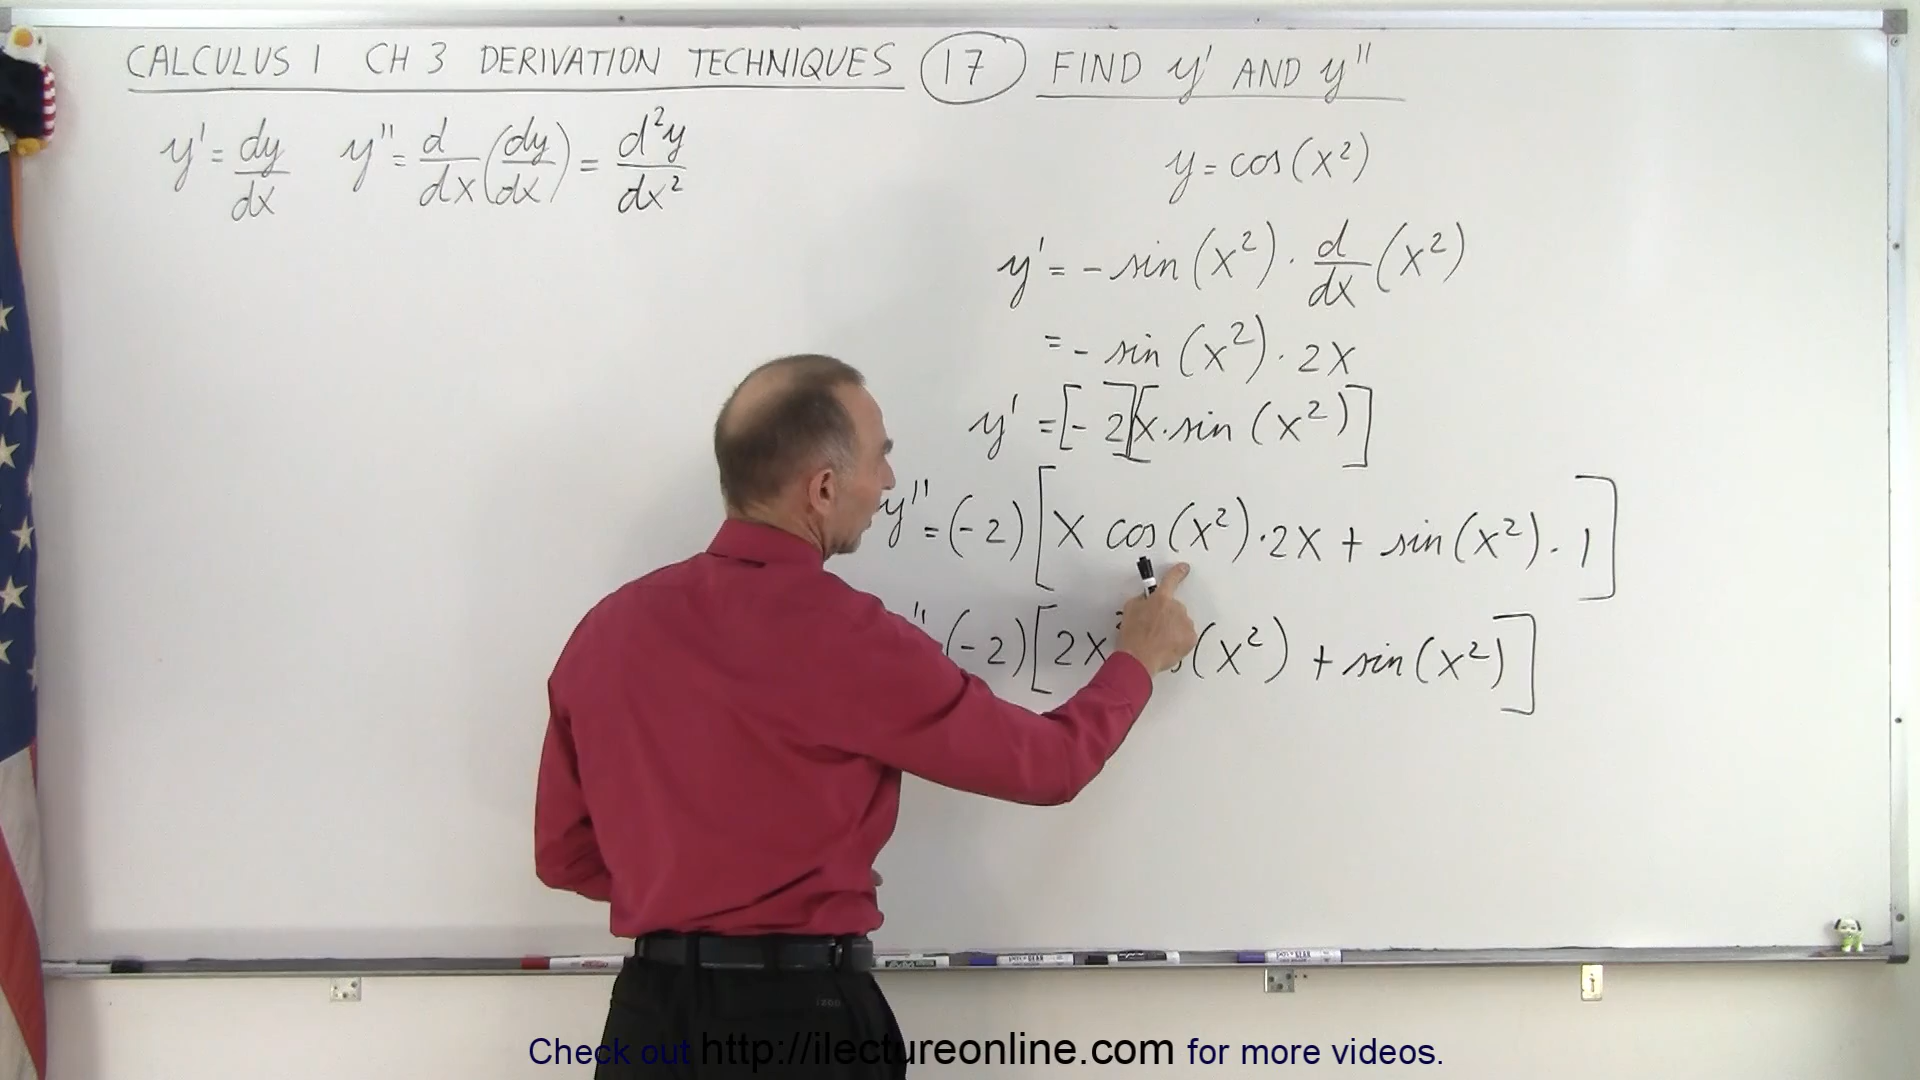 CALCULUS 1 CH 3 DERIVATION TECHNIQUES 17 FIND y' AND y''
y' = dy/dx y'' = d/dx (dy/dx) = d²y/dx²
y = cos(x²)
y' = - sin(x²) · d/dx (x²)
= - sin(x²) · 2x
y' = [- 2][x · sin(x²)]
y'' = (-2)[x cos(x²) · 2x + sin(x²) · 1]
(-2)[2x (x²) + sin(x²)]
Check out http://ilectureonline.com for more videos.